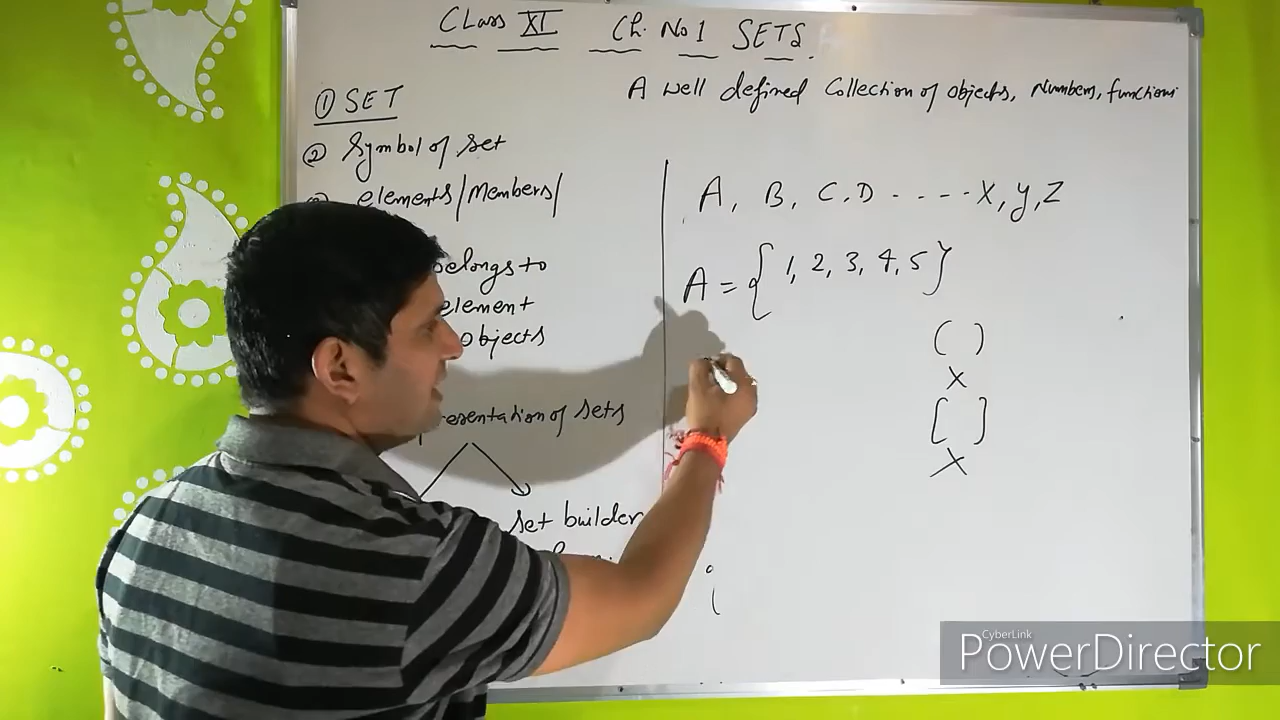 Class XI Ch. No 1 SETS.
① SET
A well defined Collection of objects, Numbers, functions
② Symbol of set
elements/Members/
belongs to
element
objects
presentation of sets
set builder
A, B, C, D - - - - X, Y, Z
A = { 1, 2, 3, 4, 5 }
( )
X
[ ]
X
CyberLink
PowerDirector